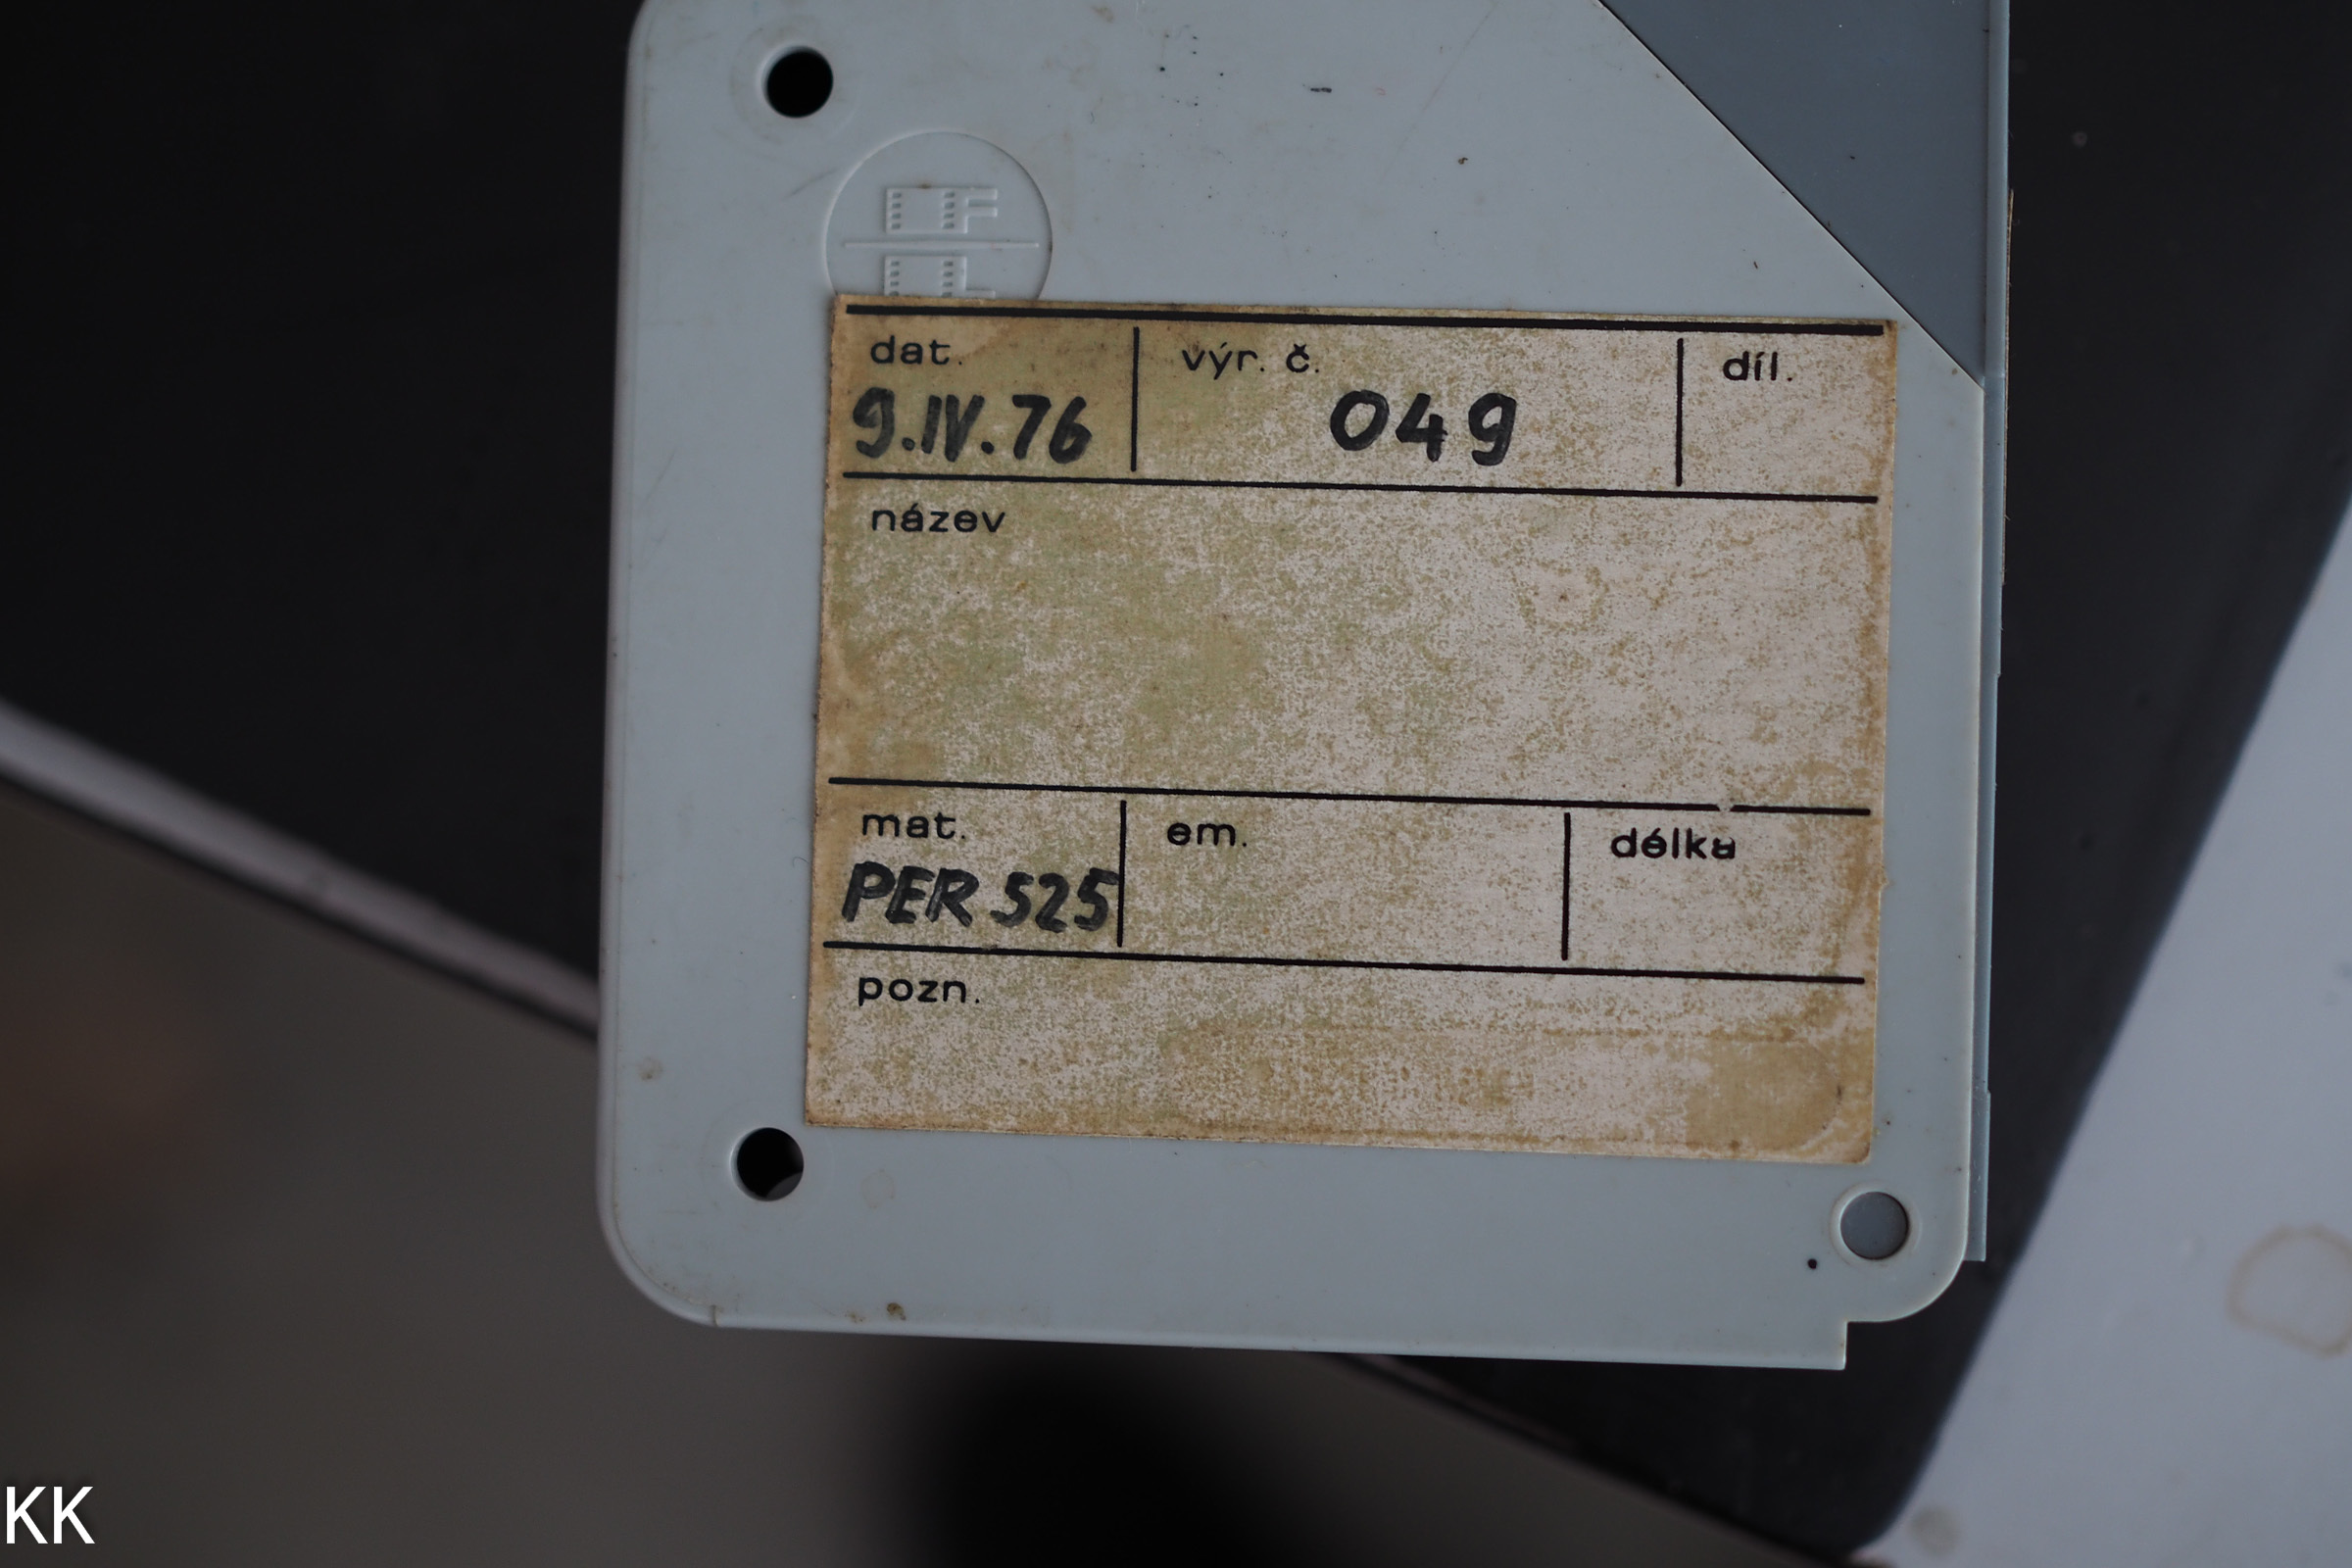 dat. výr. č. díl.
9.IV.76 049
název
mat. em. délka
PER 525
pozn.
KK